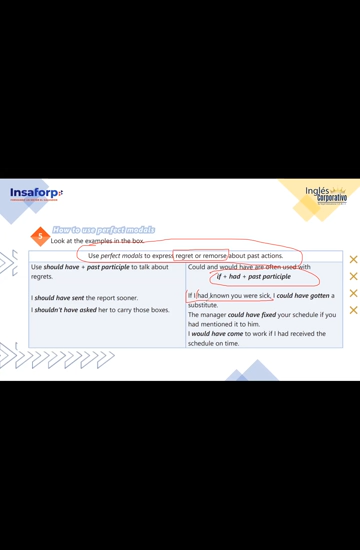 Insaforp
Inglés
Corporativo
5
How to use perfect modals
Look at the examples in the box.
Use perfect modals to express regret or remorse about past actions.
Use should have + past participle to talk about
regrets.
I should have sent the report sooner.
I shouldn't have asked her to carry those boxes.
Could and would have are often used with
if + had + past participle
If I had known you were sick, I could have gotten a
substitute.
The manager could have fixed your schedule if you
had mentioned it to him.
I would have come to work if I had received the
schedule on time.